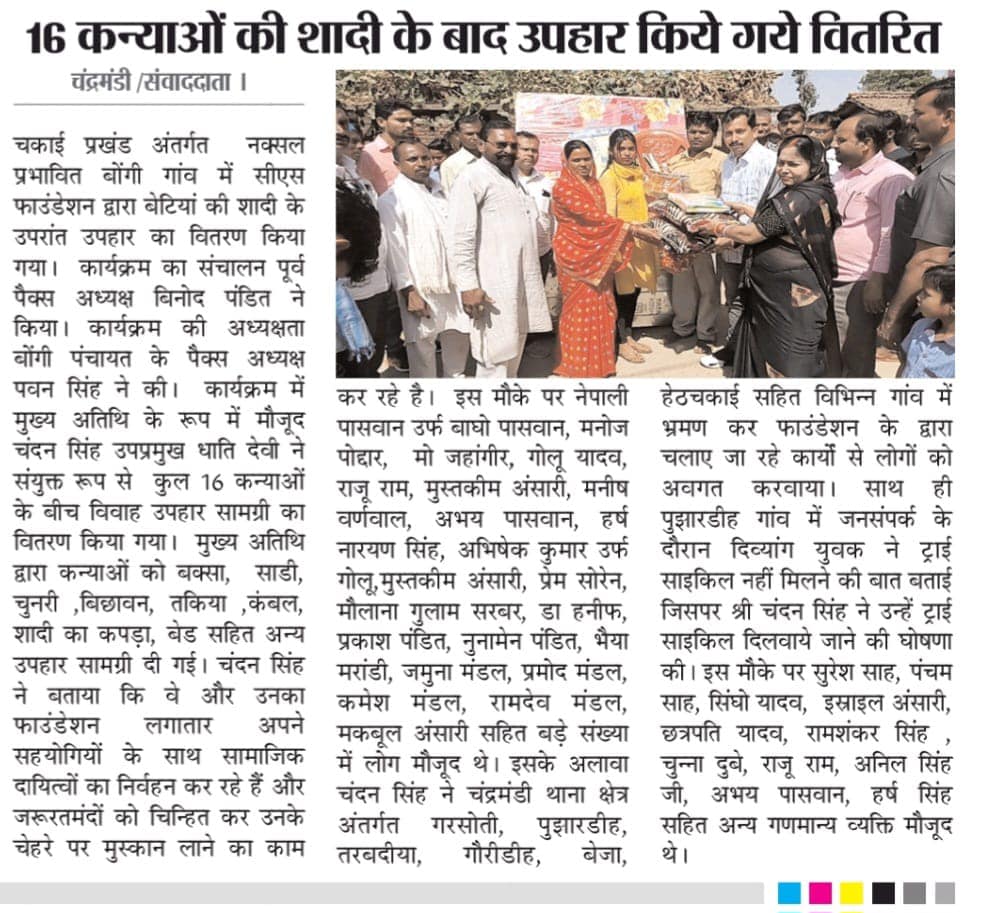 16 कन्याओं की शादी के बाद उपहार किये गये वितरित
चंद्रमंडी /संवाददाता ।
चकाई प्रखंड अंतर्गत नक्सल
प्रभावित बोंगी गांव में सीएस
फाउंडेशन द्वारा बेटियां की शादी के
उपरांत उपहार का वितरण किया
गया। कार्यक्रम का संचालन पूर्व
पैक्स अध्यक्ष बिनोद पंडित ने
किया। कार्यक्रम की अध्यक्षता
बोंगी पंचायत के पैक्स अध्यक्ष
पवन सिंह ने की। कार्यक्रम में
मुख्य अतिथि के रूप में मौजूद
चंदन सिंह उपप्रमुख धाति देवी ने
संयुक्त रूप से कुल 16 कन्याओं
के बीच विवाह उपहार सामग्री का
वितरण किया गया। मुख्य अतिथि
द्वारा कन्याओं को बक्सा, साडी,
चुनरी ,बिछावन, तकिया ,कंबल,
शादी का कपड़ा, बेड सहित अन्य
उपहार सामग्री दी गई। चंदन सिंह
ने बताया कि वे और उनका
फाउंडेशन लगातार अपने
सहयोगियों के साथ सामाजिक
दायित्वों का निर्वहन कर रहे हैं और
जरूरतमंदों को चिन्हित कर उनके
चेहरे पर मुस्कान लाने का काम
कर रहे है। इस मौके पर नेपाली
पासवान उर्फ बाघो पासवान, मनोज
पोद्दार, मो जहांगीर, गोलू यादव,
राजू राम, मुस्तकीम अंसारी, मनीष
वर्णवाल, अभय पासवान, हर्ष
नारयण सिंह, अभिषेक कुमार उर्फ
गोलू,मुस्तकीम अंसारी, प्रेम सोरेन,
मौलाना गुलाम सरबर, डा हनीफ,
प्रकाश पंडित, नुनामेन पंडित, भैया
मरांडी, जमुना मंडल, प्रमोद मंडल,
कमेश मंडल, रामदेव मंडल,
मकबूल अंसारी सहित बड़े संख्या
में लोग मौजूद थे। इसके अलावा
चंदन सिंह ने चंद्रमंडी थाना क्षेत्र
अंतर्गत गरसोती, पुझारडीह,
तरबदीया, गौरीडीह, बेजा,
हेठचकाई सहित विभिन्न गांव में
भ्रमण कर फाउंडेशन के द्वारा
चलाए जा रहे कार्यों से लोगों को
अवगत करवाया। साथ ही
पुझारडीह गांव में जनसंपर्क के
दौरान दिव्यांग युवक ने ट्राई
साइकिल नहीं मिलने की बात बताई
जिसपर श्री चंदन सिंह ने उन्हें ट्राई
साइकिल दिलवाये जाने की घोषणा
की। इस मौके पर सुरेश साह, पंचम
साह, सिंघो यादव, इस्राइल अंसारी,
छत्रपति यादव, रामशंकर सिंह ,
चुन्ना दुबे, राजू राम, अनिल सिंह
जी, अभय पासवान, हर्ष सिंह
सहित अन्य गणमान्य व्यक्ति मौजूद
थे।